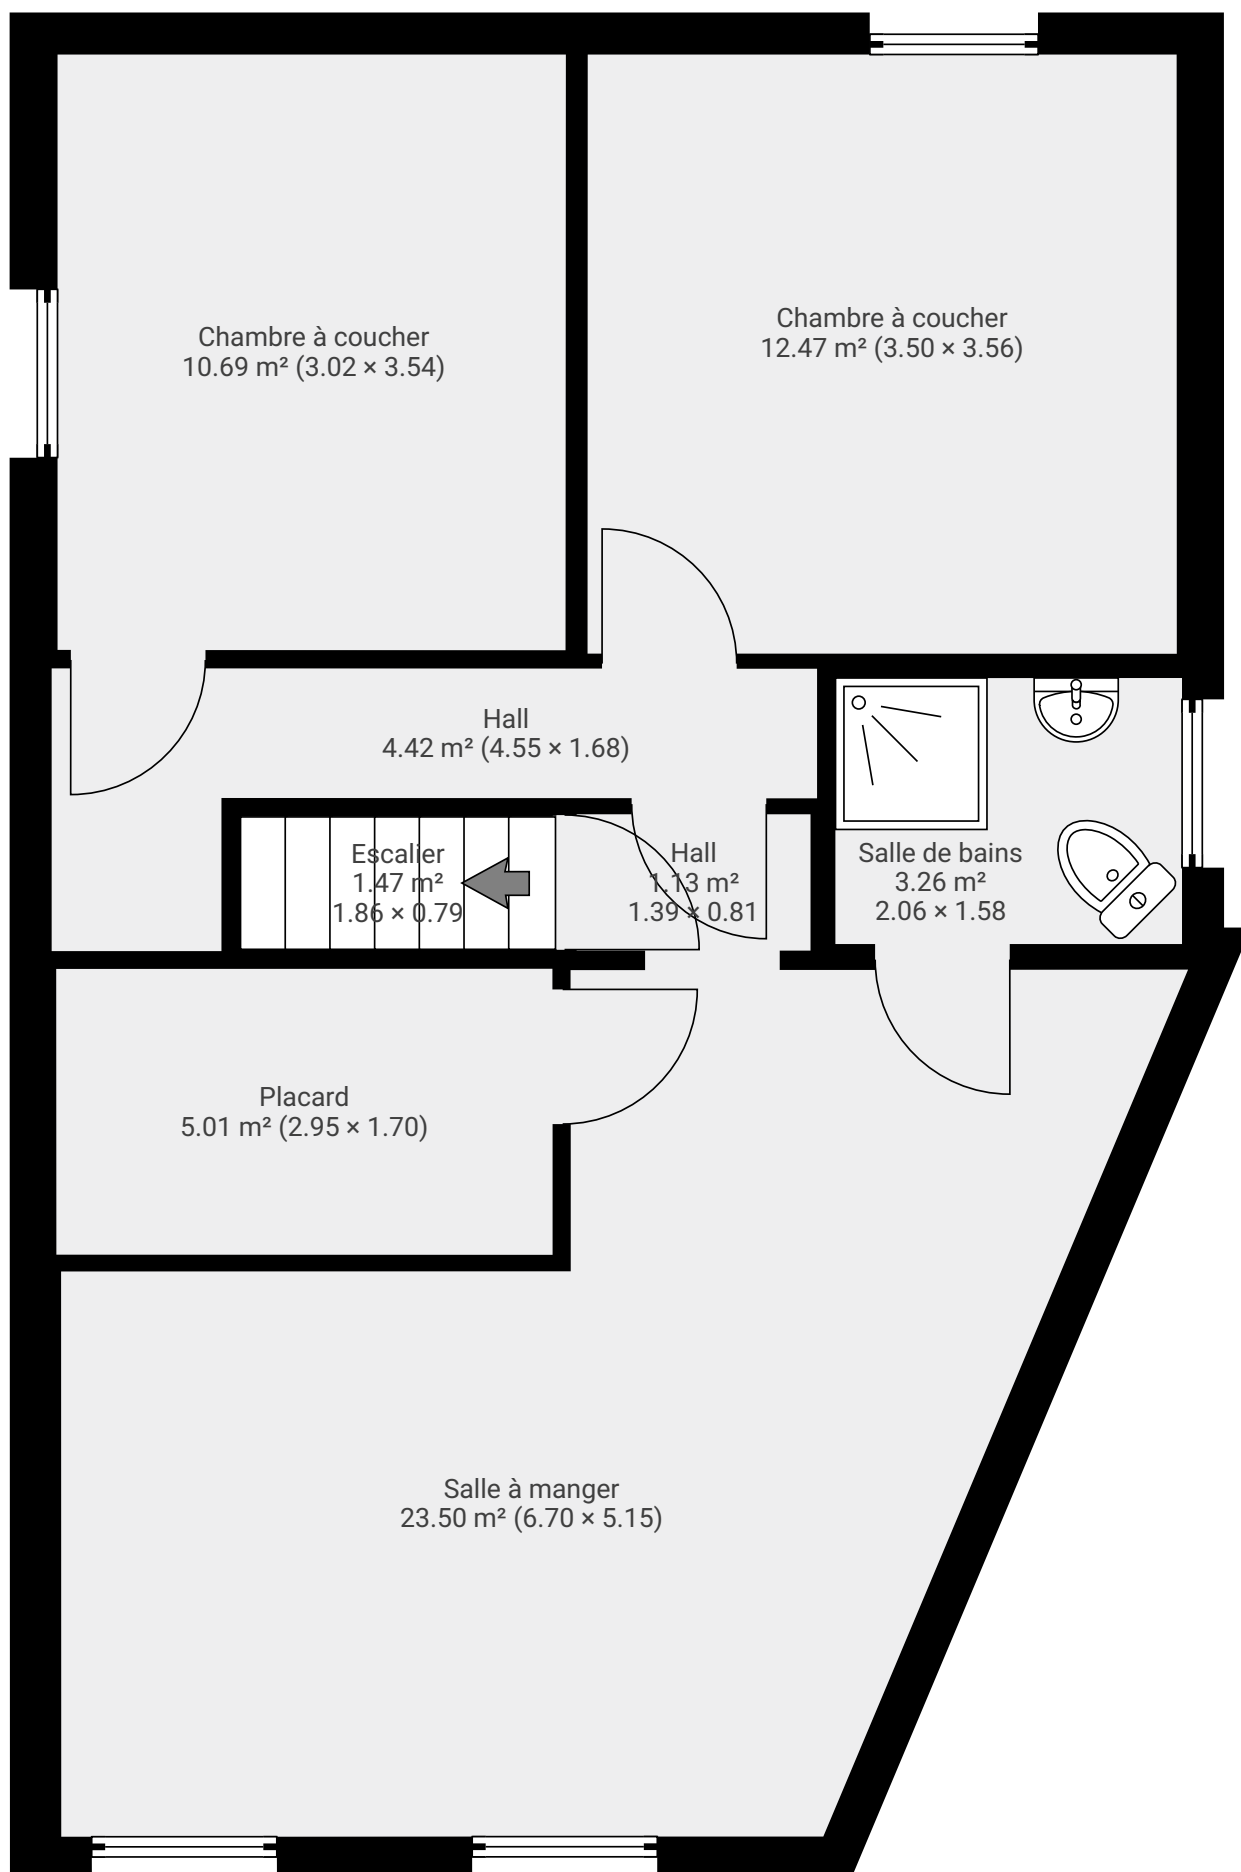 Chambre à coucher
10.69 m² (3.02 × 3.54)
Chambre à coucher
12.47 m² (3.50 × 3.56)
Hall
4.42 m² (4.55 × 1.68)
Escalier
1.47 m²
1.86 × 0.79
Hall
1.13 m²
1.39 × 0.81
Salle de bains
3.26 m²
2.06 × 1.58
Placard
5.01 m² (2.95 × 1.70)
Salle à manger
23.50 m² (6.70 × 5.15)